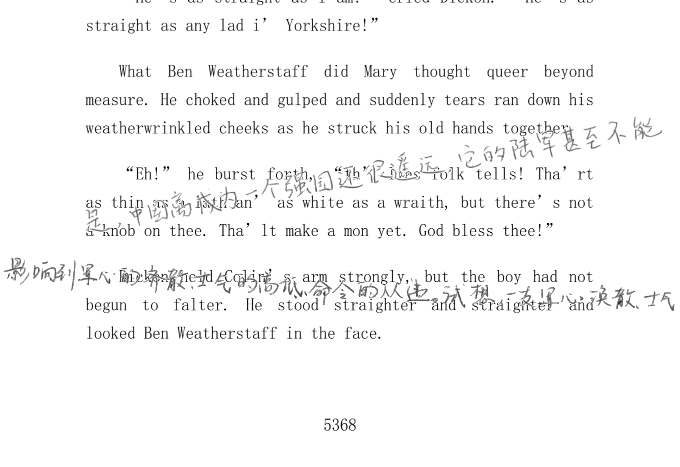 "He's as straight as I am!" cried Dickon. "He's as
straight as any lad i' Yorkshire!"
What Ben Weatherstaff did Mary thought queer beyond
measure. He choked and gulped and suddenly tears ran down his
weatherwrinkled cheeks as he struck his old hands together.
"Eh!" he burst forth, "th' lies folk tells! Tha'rt
as thin as a lath an' as white as a wraith, but there's not
a knob on thee. Tha'lt make a mon yet. God bless thee!"
是,中国离成为一个强国还很遥远,它的陆军甚至不能
Dickon held Colin's arm strongly, but the boy had not
begun to falter. He stood straighter and straighter and
looked Ben Weatherstaff in the face.
影响到军心的齐散,士气的高低,命令的从违。试想,一支军心涣散、士气
5368